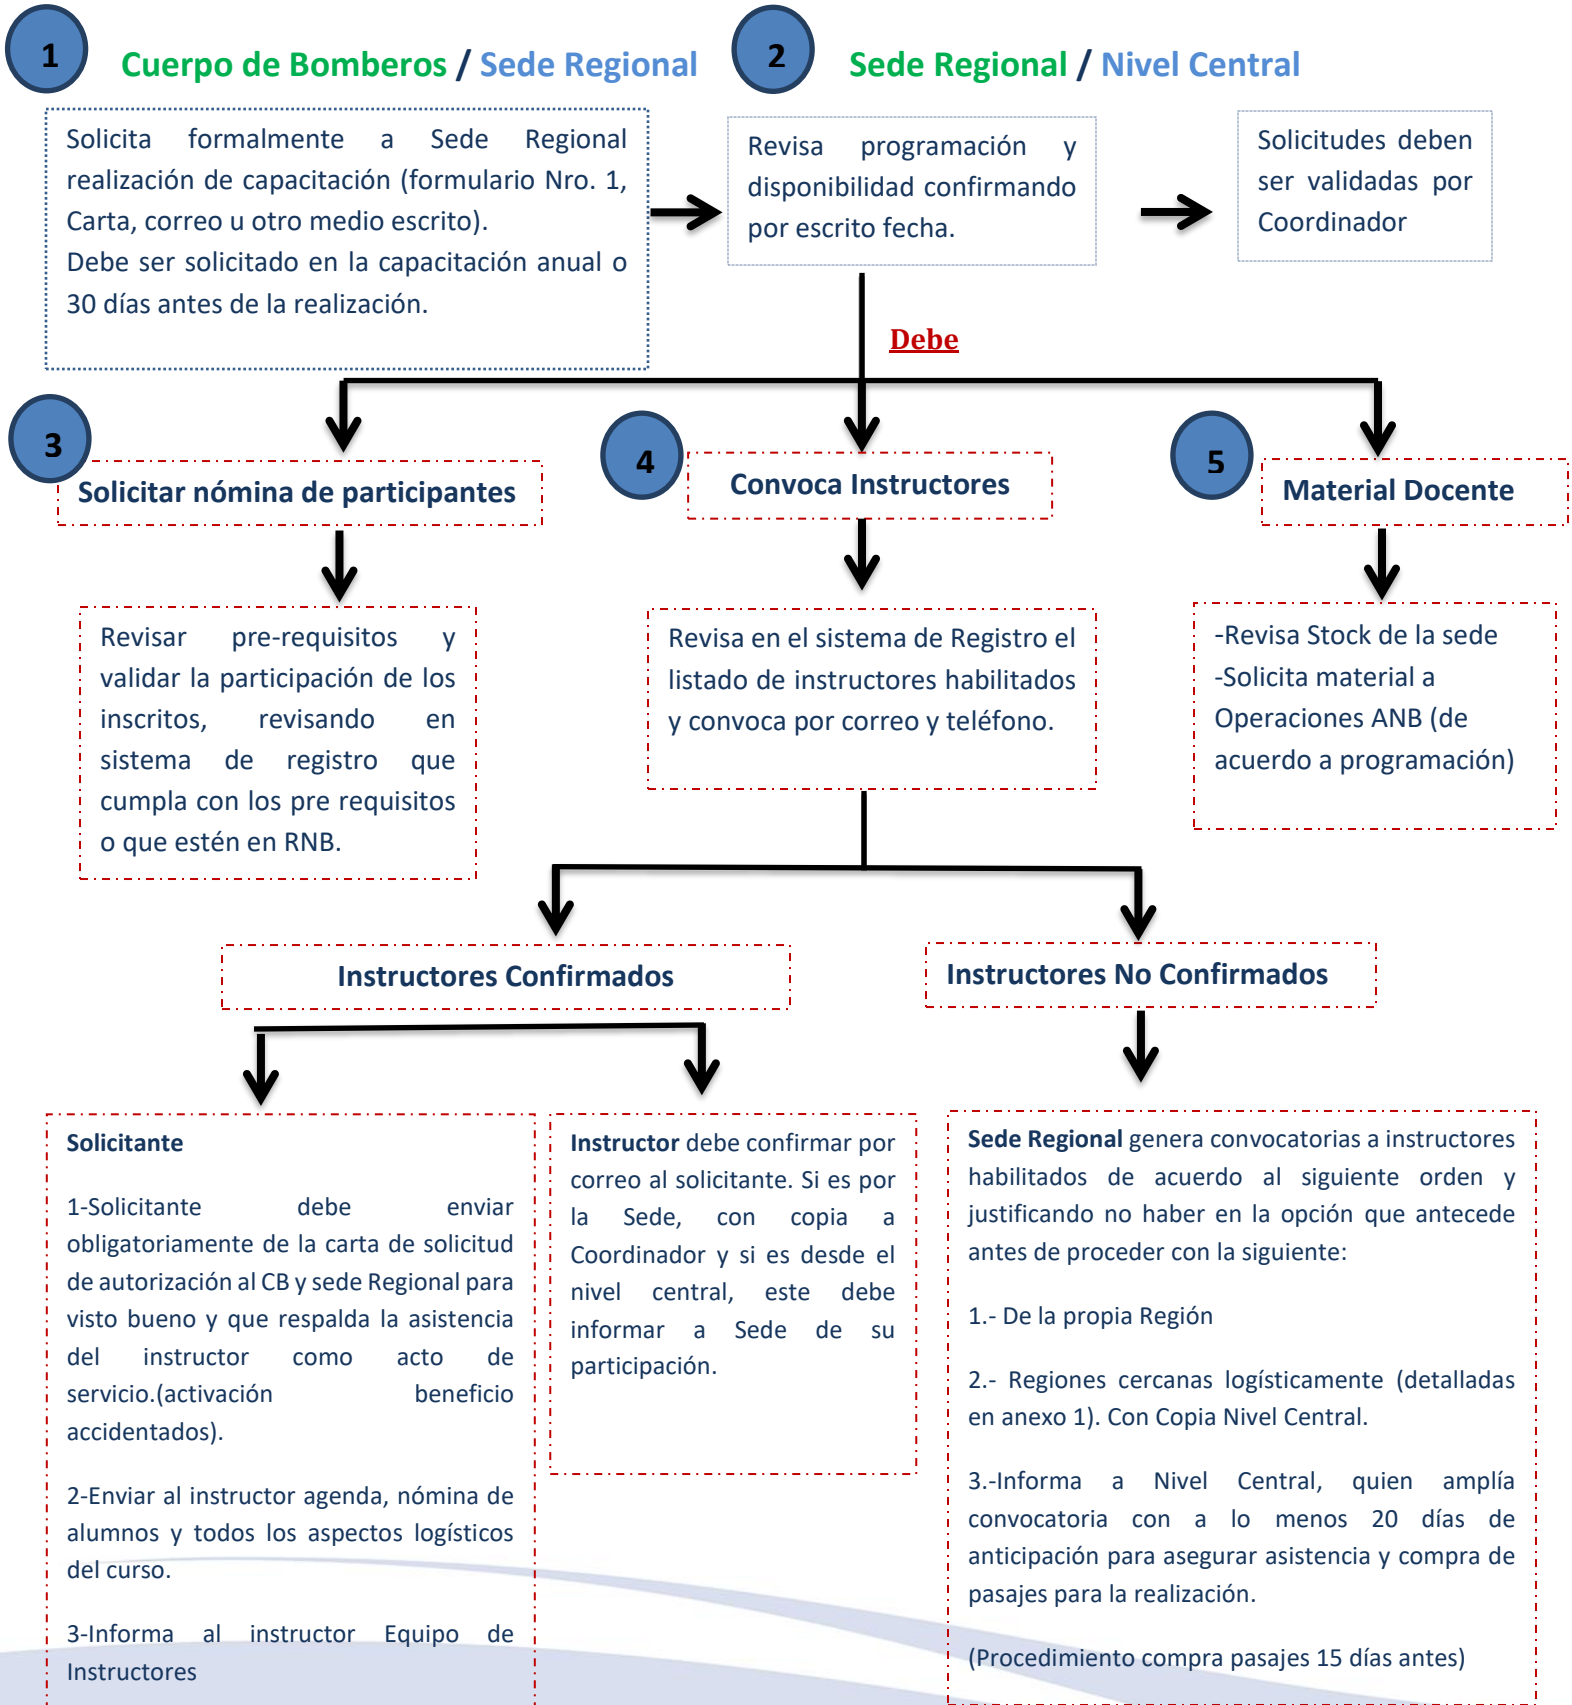 1
Cuerpo de Bomberos / Sede Regional
2
Sede Regional / Nivel Central
Solicita formalmente a Sede Regional
realización de capacitación (formulario Nro. 1,
Carta, correo u otro medio escrito).
Debe ser solicitado en la capacitación anual o
30 días antes de la realización.
Revisa programación y
disponibilidad confirmando
por escrito fecha.
Solicitudes deben
ser validadas por
Coordinador
Debe
3
Solicitar nómina de participantes
4
Convoca Instructores
5
Material Docente
Revisar pre-requisitos y
validar la participación de los
inscritos, revisando en
sistema de registro que
cumpla con los pre requisitos
o que estén en RNB.
Revisa en el sistema de Registro el
listado de instructores habilitados
y convoca por correo y teléfono.
-Revisa Stock de la sede
-Solicita material a
Operaciones ANB (de
acuerdo a programación)
Instructores Confirmados
Instructores No Confirmados
Solicitante
1-Solicitante debe enviar
obligatoriamente de la carta de solicitud
de autorización al CB y sede Regional para
visto bueno y que respalda la asistencia
del instructor como acto de
servicio.(activación beneficio
accidentados).
2-Enviar al instructor agenda, nómina de
alumnos y todos los aspectos logísticos
del curso.
3-Informa al instructor Equipo de
Instructores
Instructor debe confirmar por
correo al solicitante. Si es por
la Sede, con copia a
Coordinador y si es desde el
nivel central, este debe
informar a Sede de su
participación.
Sede Regional genera convocatorias a instructores
habilitados de acuerdo al siguiente orden y
justificando no haber en la opción que antecede
antes de proceder con la siguiente:
1.- De la propia Región
2.- Regiones cercanas logísticamente (detalladas
en anexo 1). Con Copia Nivel Central.
3.-Informa a Nivel Central, quien amplía
convocatoria con a lo menos 20 días de
anticipación para asegurar asistencia y compra de
pasajes para la realización.
(Procedimiento compra pasajes 15 días antes)